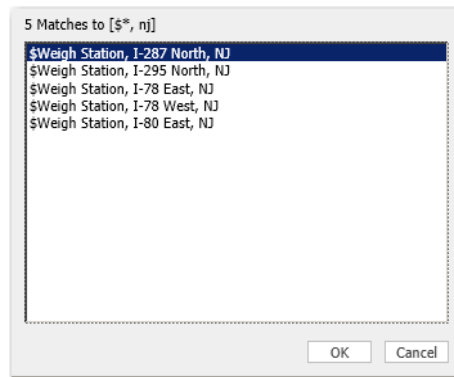 5 Matches to [$*, nj]
$Weigh Station, I-287 North, NJ
$Weigh Station, I-295 North, NJ
$Weigh Station, I-78 East, NJ
$Weigh Station, I-78 West, NJ
$Weigh Station, I-80 East, NJ
OK Cancel